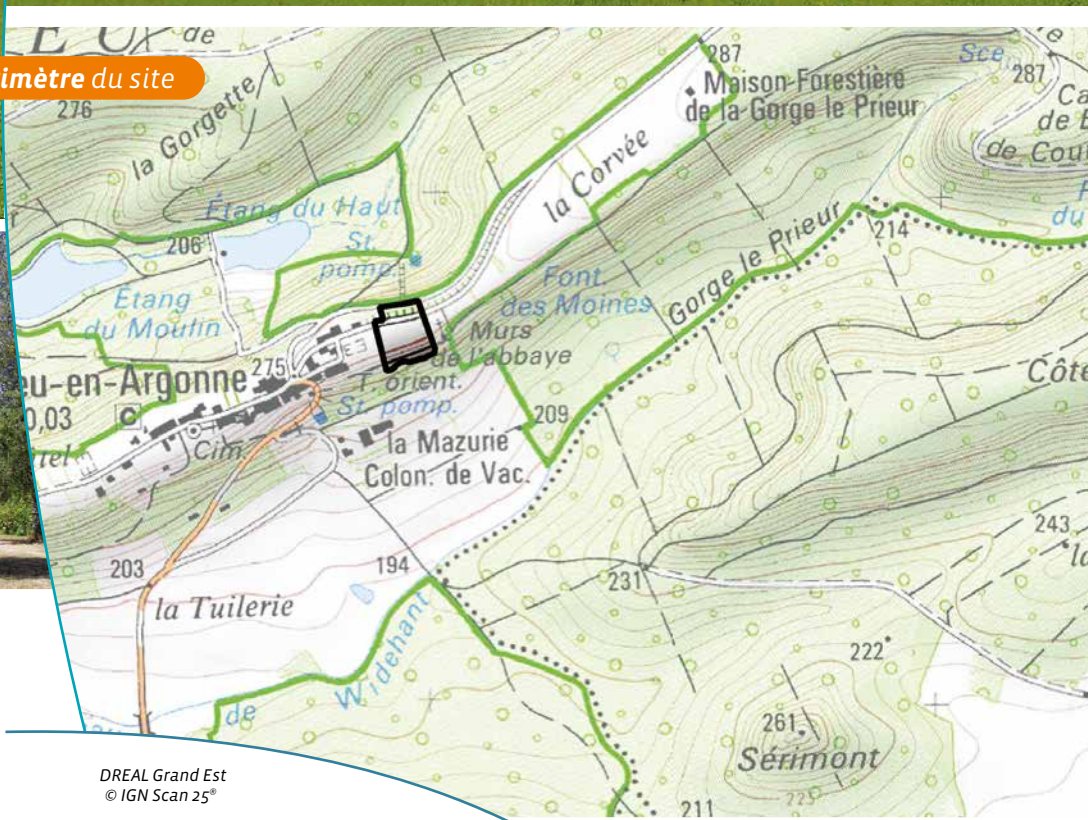 de
imètre du site
276
la Gorgette
287
Maison Forestière
de la Gorge le Prieur
Sce
287
de Cou
la Corvée
Étang du Haut
206
St.
pomp.
Étang
du Moulin
Font.
des Moines
Gorge le Prieur
214
du
Murs
de l'abbaye
T. orient.
275
eu-en-Argonne
0,03
C
St. pomp.
Cim.
209
Côte
la Mazurie
Colon. de Vac.
203
194
231
243
la Tuilerie
Widehant
de
222
261
Sérimont
225
211
DREAL Grand Est
© IGN Scan 25®